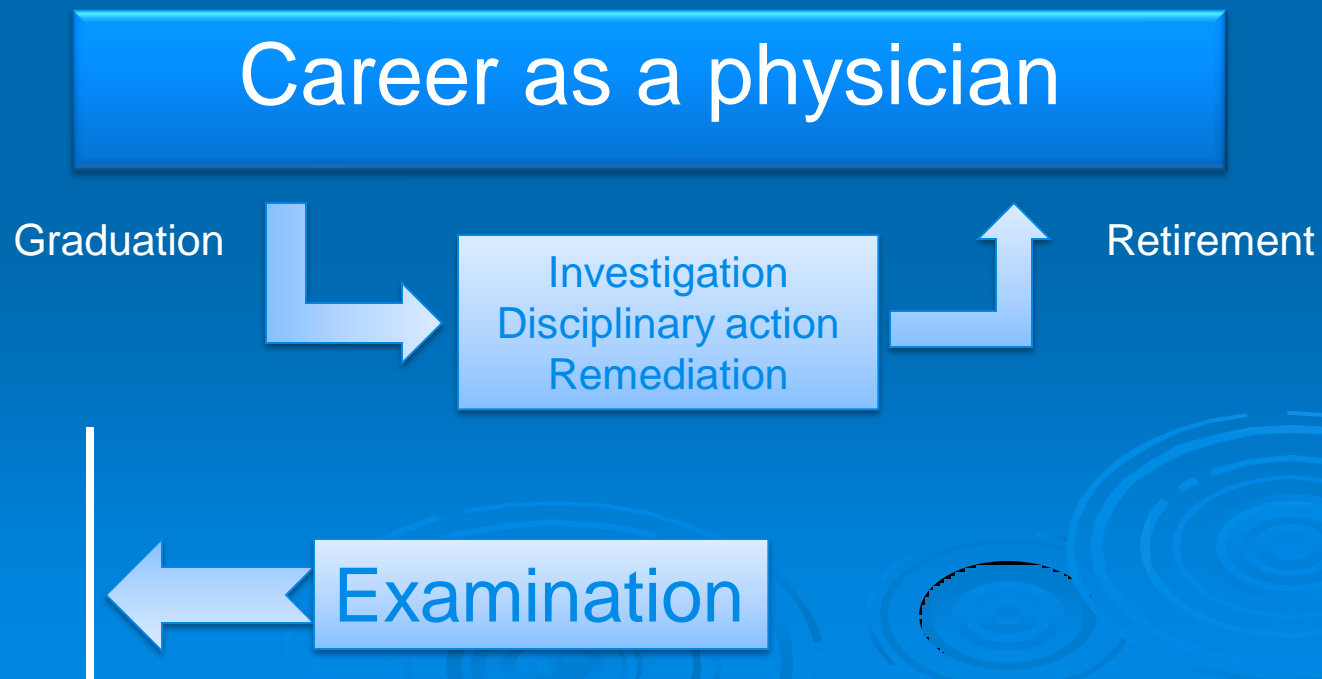 Career as a physician
Graduation
Investigation
Disciplinary action
Remediation
Retirement
Examination